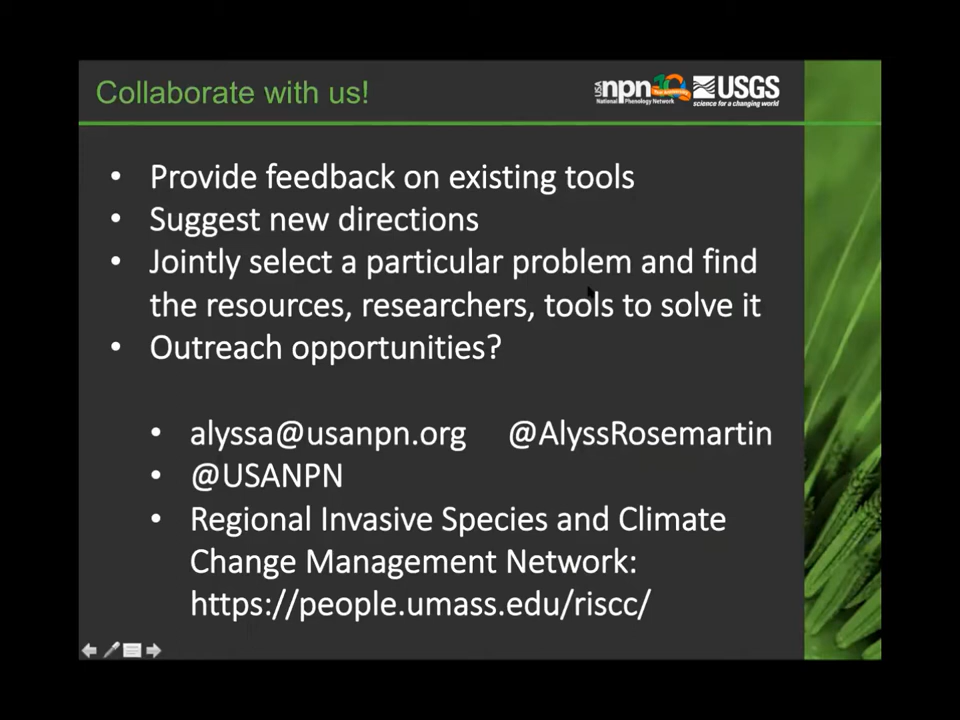 Collaborate with us!
USA npn 10
National Phenology Network
USGS
science for a changing world
• Provide feedback on existing tools
• Suggest new directions
• Jointly select a particular problem and find
the resources, researchers, tools to solve it
• Outreach opportunities?
• alyssa@usanpn.org @AlyssRosemartin
• @USANPN
• Regional Invasive Species and Climate
Change Management Network:
https://people.umass.edu/riscc/